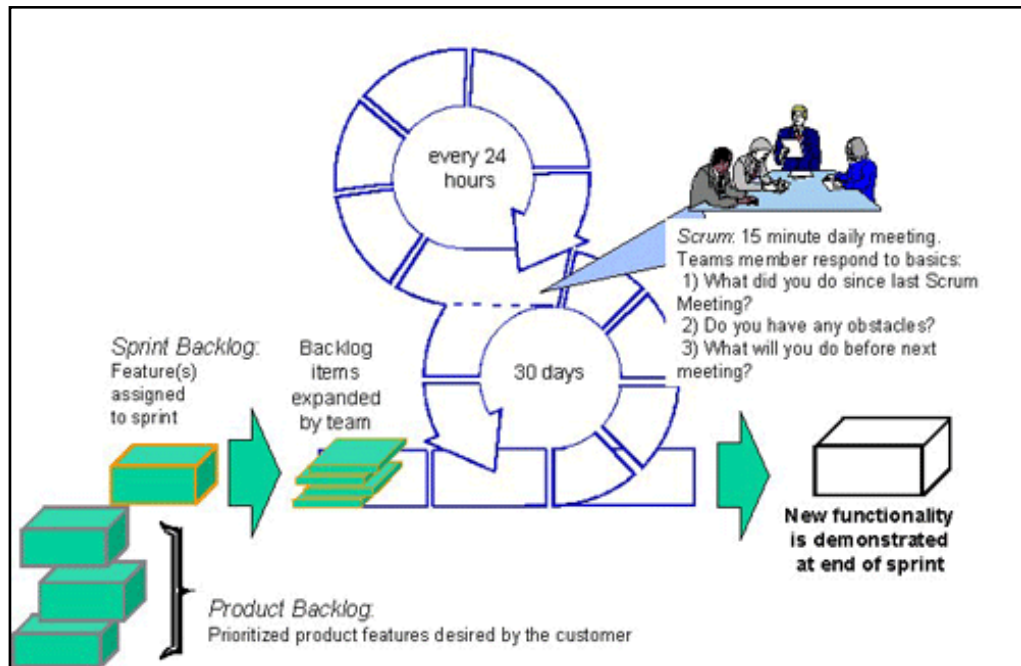 every 24
hours
Scrum: 15 minute daily meeting.
Teams member respond to basics:
1) What did you do since last Scrum
Meeting?
2) Do you have any obstacles?
3) What will you do before next
meeting?
Sprint Backlog:
Feature(s)
assigned
to sprint
Backlog
items
expanded
by team
30 days
New functionality
is demonstrated
at end of sprint
Product Backlog:
Prioritized product features desired by the customer